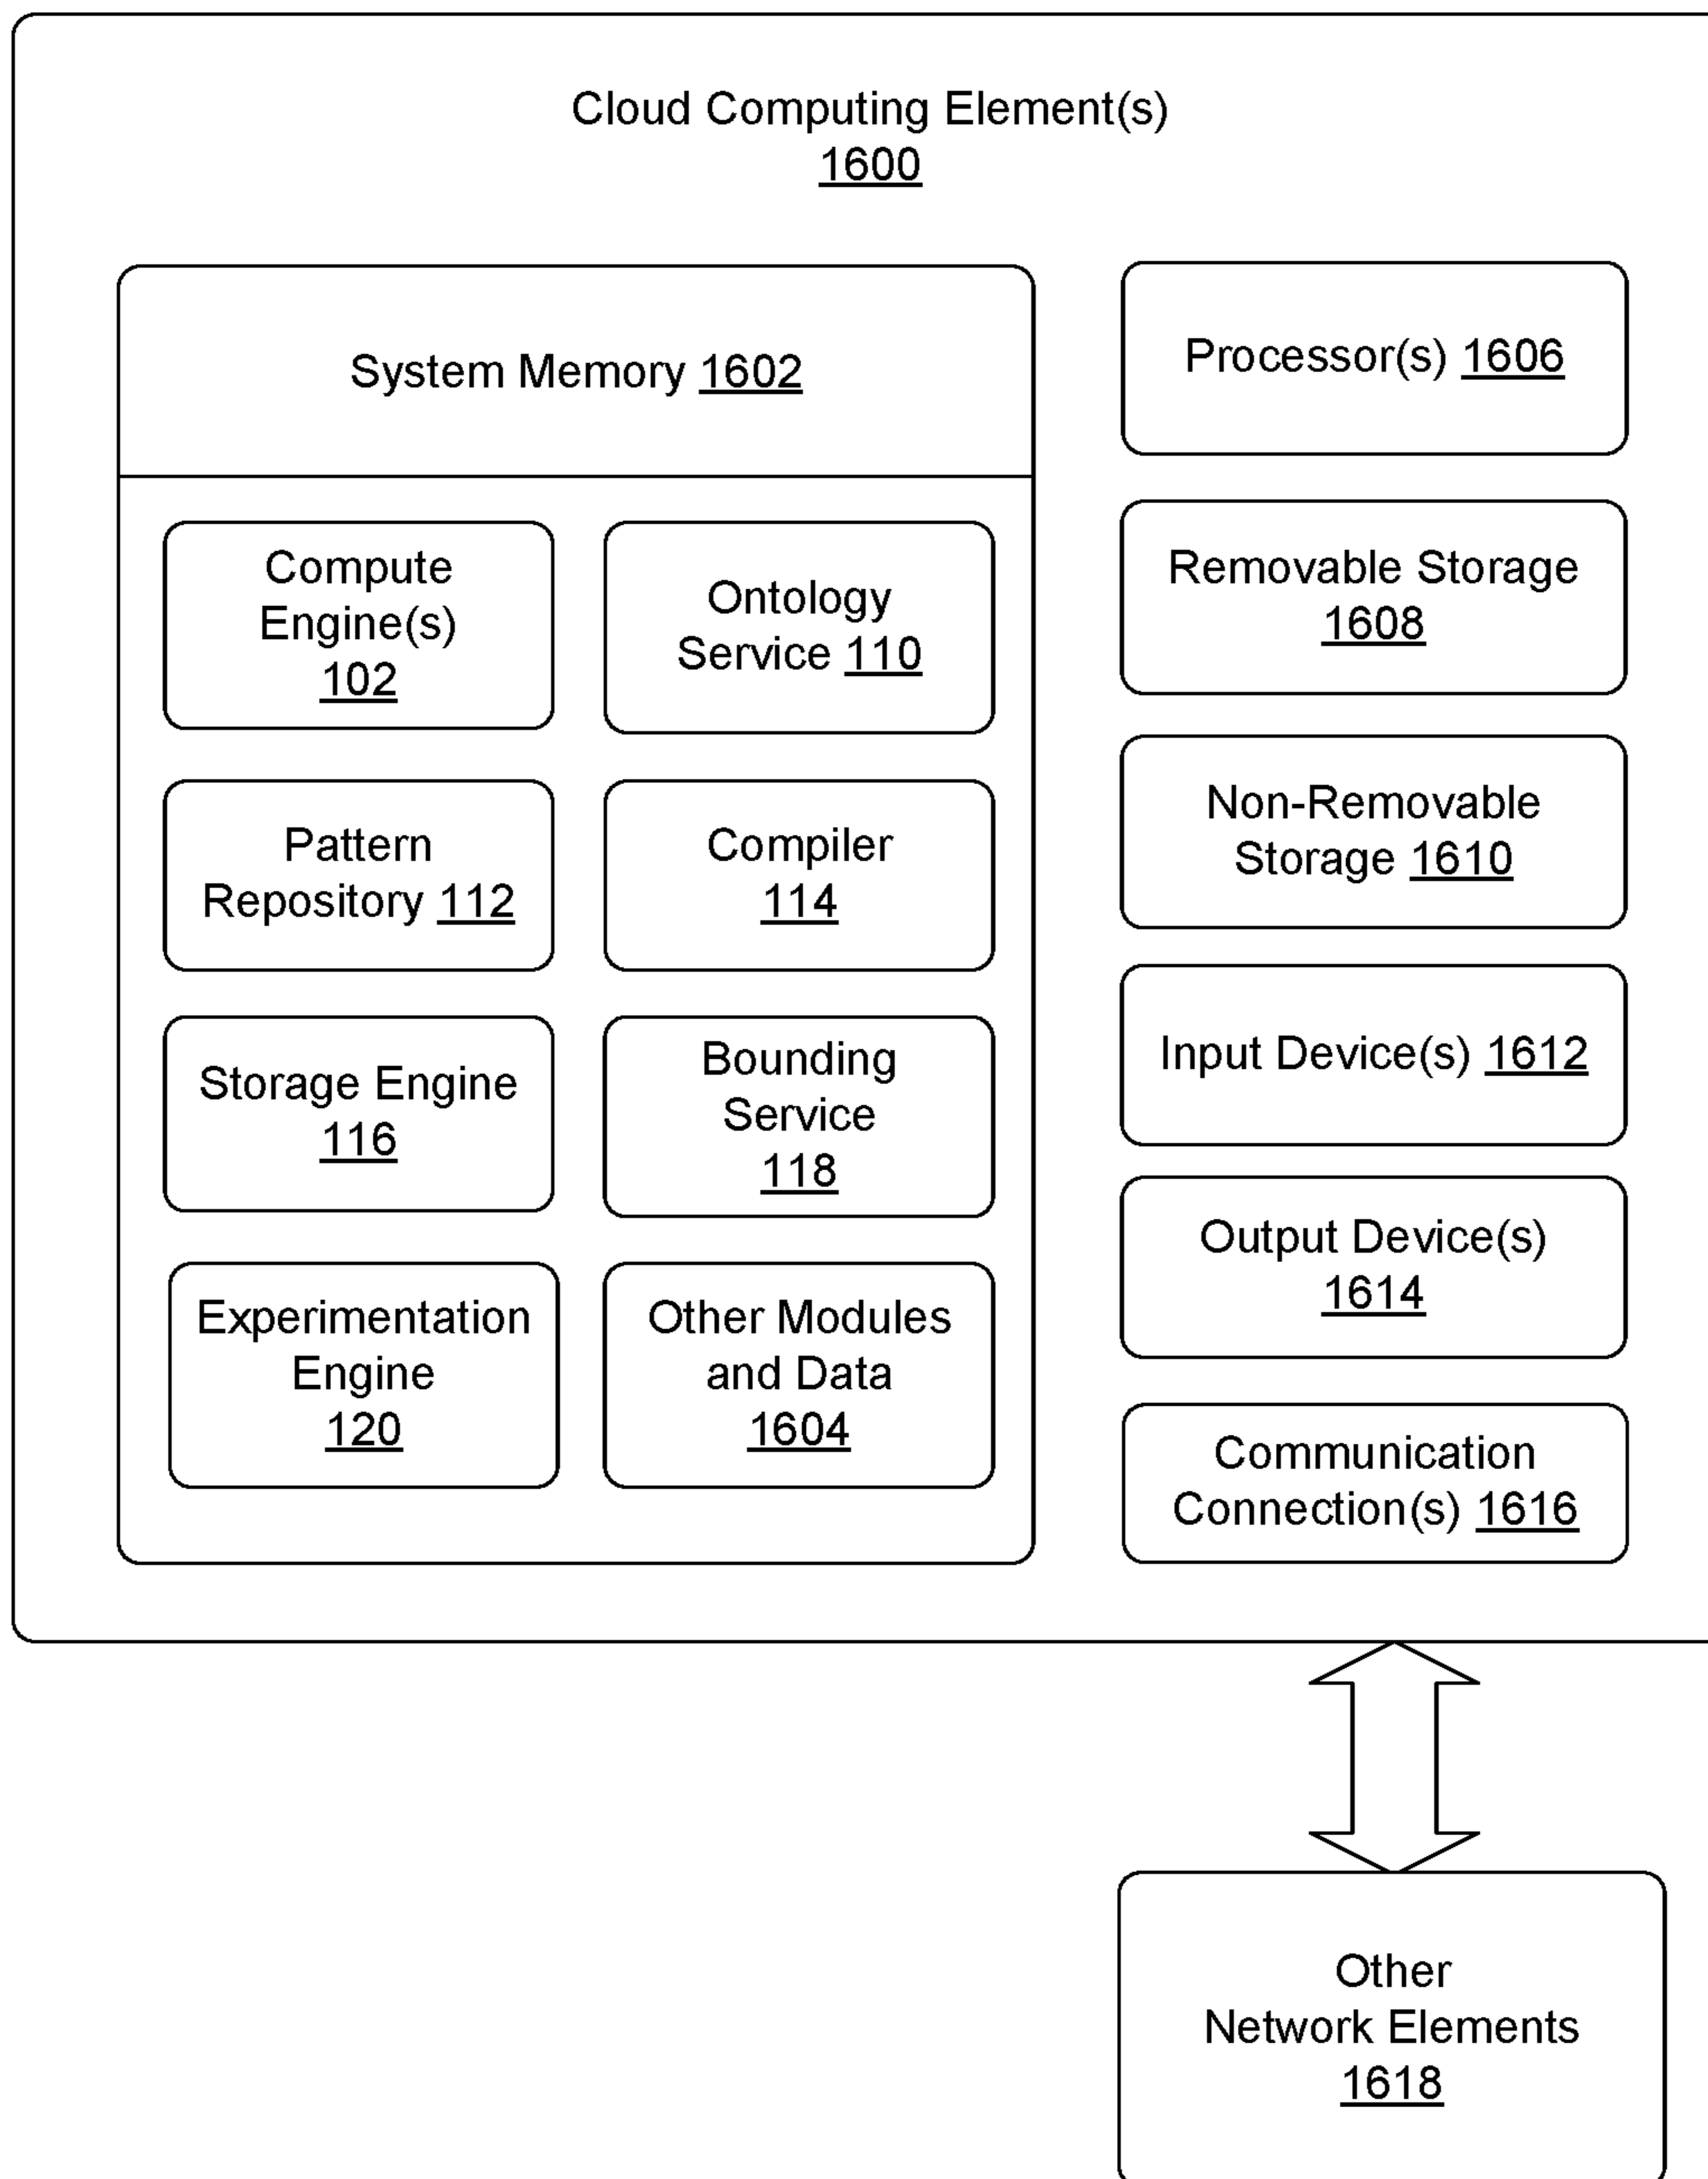 Cloud Computing Element(s)
1600
System Memory 1602
Compute
Engine(s)
102
Ontology
Service 110
Pattern
Repository 112
Compiler
114
Storage Engine
116
Bounding
Service
118
Experimentation
Engine
120
Other Modules
and Data
1604
Processor(s) 1606
Removable Storage
1608
Non-Removable
Storage 1610
Input Device(s) 1612
Output Device(s)
1614
Communication
Connection(s) 1616
Other
Network Elements
1618